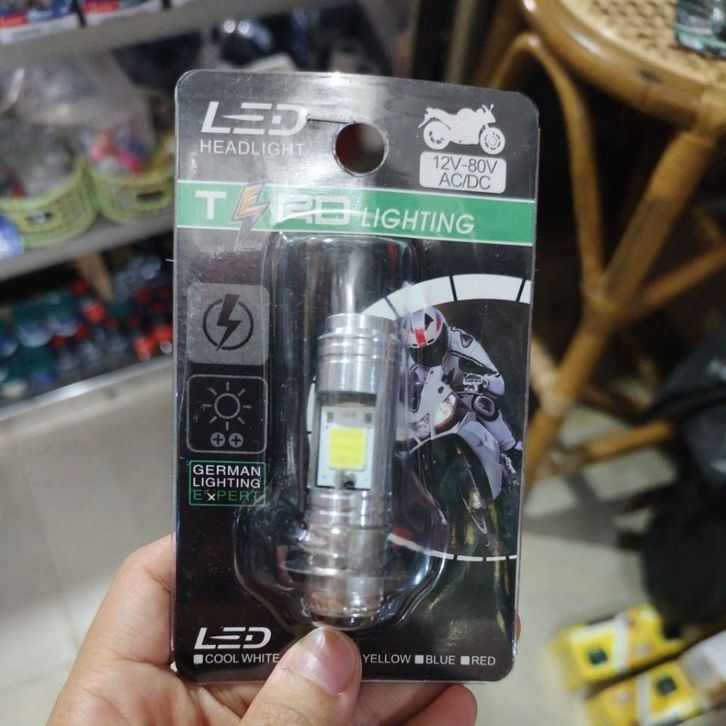 LED
HEADLIGHT
12V-80V
AC/DC
LIGHTING
GERMAN
LIGHTING
EXPERT
LED
COOL WHITE YELLOW BLUE RED